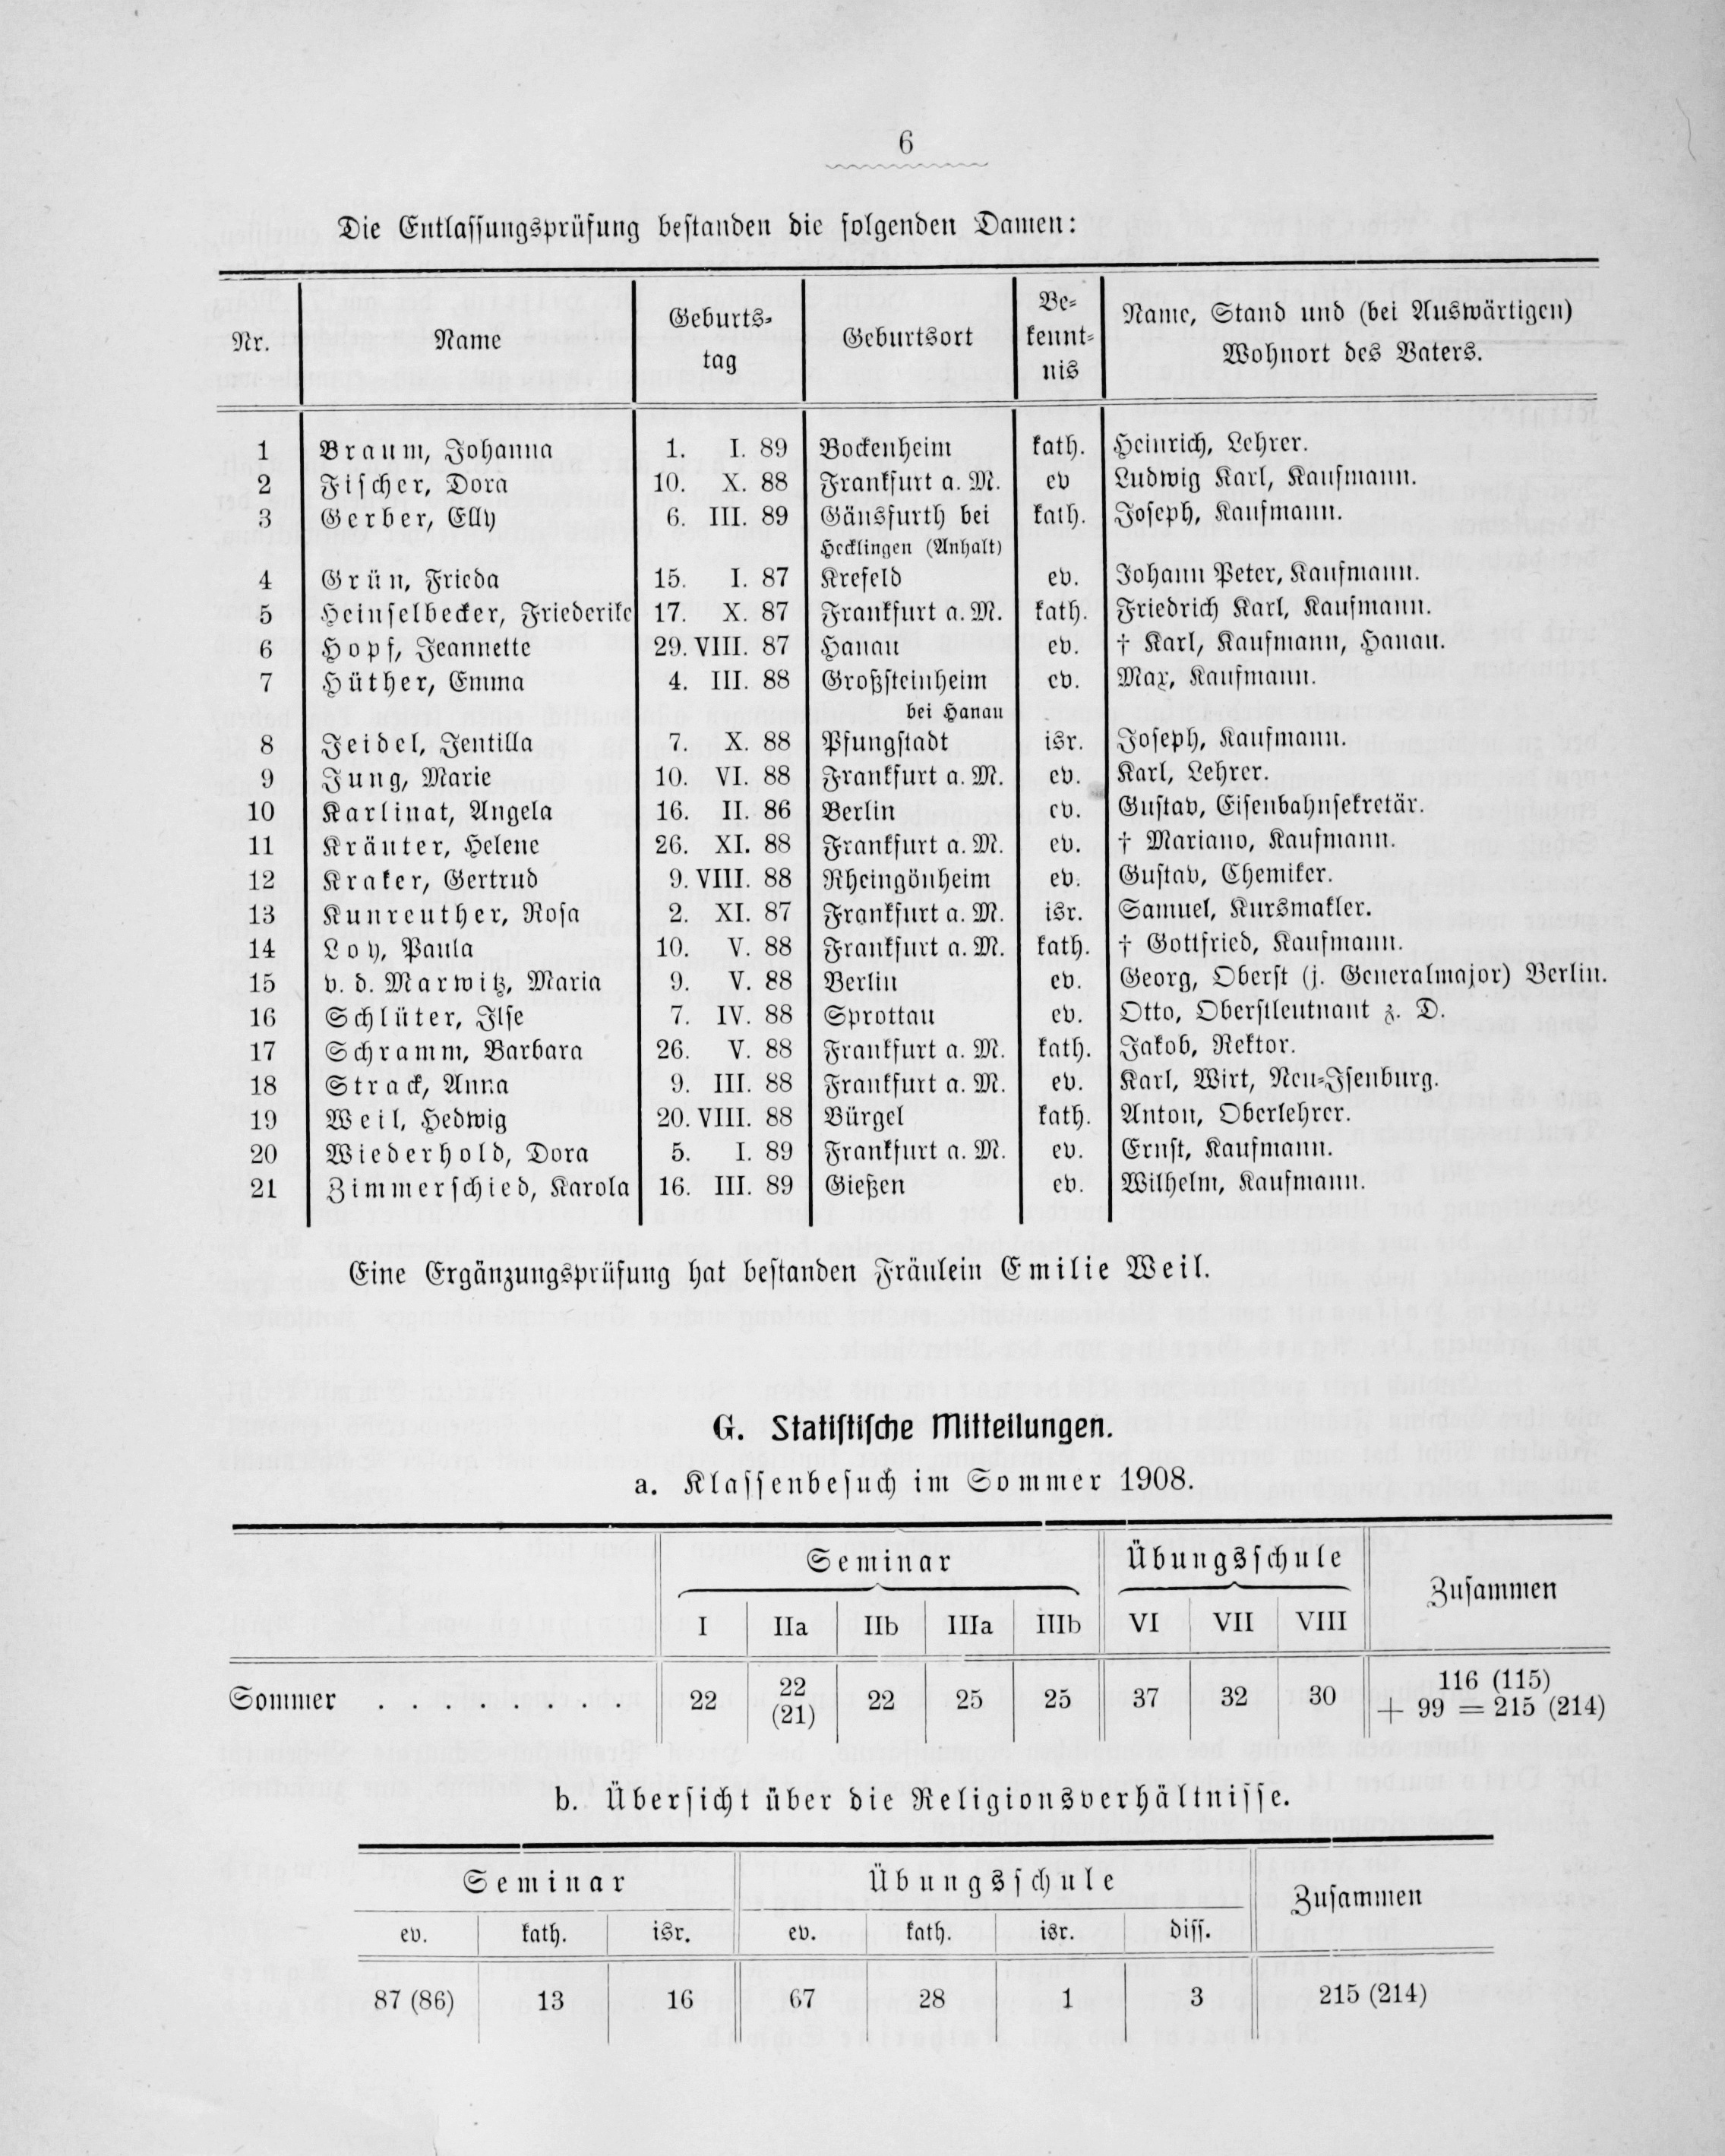 6
Die Entlassungsprüfung bestanden die folgenden Damen:
Nr. Name Geburts-tag Geburtsort Be-kennt-nis Name, Stand und (bei Auswärtigen) Wohnort des Vaters.
1 Braum, Johanna 1. I. 89 Bockenheim kath. Heinrich, Lehrer.
2 Fischer, Dora 10. X. 88 Frankfurt a. M. ev Ludwig Karl, Kaufmann.
3 Gerber, Elly 6. III. 89 Gänsfurth bei kath. Joseph, Kaufmann.
Hecklingen (Anhalt)
4 Grün, Frieda 15. I. 87 Krefeld ev. Johann Peter, Kaufmann.
5 Heinselbecker, Friederike 17. X. 87 Frankfurt a. M. kath. Friedrich Karl, Kaufmann.
6 Hopf, Jeannette 29. VIII. 87 Hanau ev. † Karl, Kaufmann, Hanau.
7 Hüther, Emma 4. III. 88 Großsteinheim ev. Max, Kaufmann.
bei Hanau
8 Jeidel, Jentilla 7. X. 88 Pfungstadt isr. Joseph, Kaufmann.
9 Jung, Marie 10. VI. 88 Frankfurt a. M. ev. Karl, Lehrer.
10 Karlinat, Angela 16. II. 86 Berlin ev. Gustav, Eisenbahnsekretär.
11 Kräuter, Helene 26. XI. 88 Frankfurt a. M. ev. † Mariano, Kaufmann.
12 Kraker, Gertrud 9. VIII. 88 Rheingönheim ev. Gustav, Chemiker.
13 Kunreuther, Rosa 2. XI. 87 Frankfurt a. M. isr. Samuel, Kursmakler.
14 Loy, Paula 10. V. 88 Frankfurt a. M. kath. † Gottfried, Kaufmann.
15 v. d. Marwitz, Maria 9. V. 88 Berlin ev. Georg, Oberst (j. Generalmajor) Berlin.
16 Schlüter, Ilse 7. IV. 88 Sprottau ev. Otto, Oberstleutnant z. D.
17 Schramm, Barbara 26. V. 88 Frankfurt a. M. kath. Jakob, Rektor.
18 Strack, Anna 9. III. 88 Frankfurt a. M. ev. Karl, Wirt, Neu-Isenburg.
19 Weil, Hedwig 20. VIII. 88 Bürgel kath. Anton, Oberlehrer.
20 Wiederhold, Dora 5. I. 89 Frankfurt a. M. ev. Ernst, Kaufmann.
21 Zimmerschied, Karola 16. III. 89 Gießen ev. Wilhelm, Kaufmann.
Eine Ergänzungsprüfung hat bestanden Fräulein Emilie Weil.
G. Statistische Mitteilungen.
a. Klassenbesuch im Sommer 1908.
Seminar Übungsschule Zusammen
I IIa IIb IIIa IIIb VI VII VIII
Sommer . . . . . . . . 22 22 (21) 22 25 25 37 32 30 116 (115)
+ 99 = 215 (214)
b. Übersicht über die Religionsverhältnisse.
Seminar Übungsschule Zusammen
ev. kath. isr. ev. kath. isr. diss.
87 (86) 13 16 67 28 1 3 215 (214)